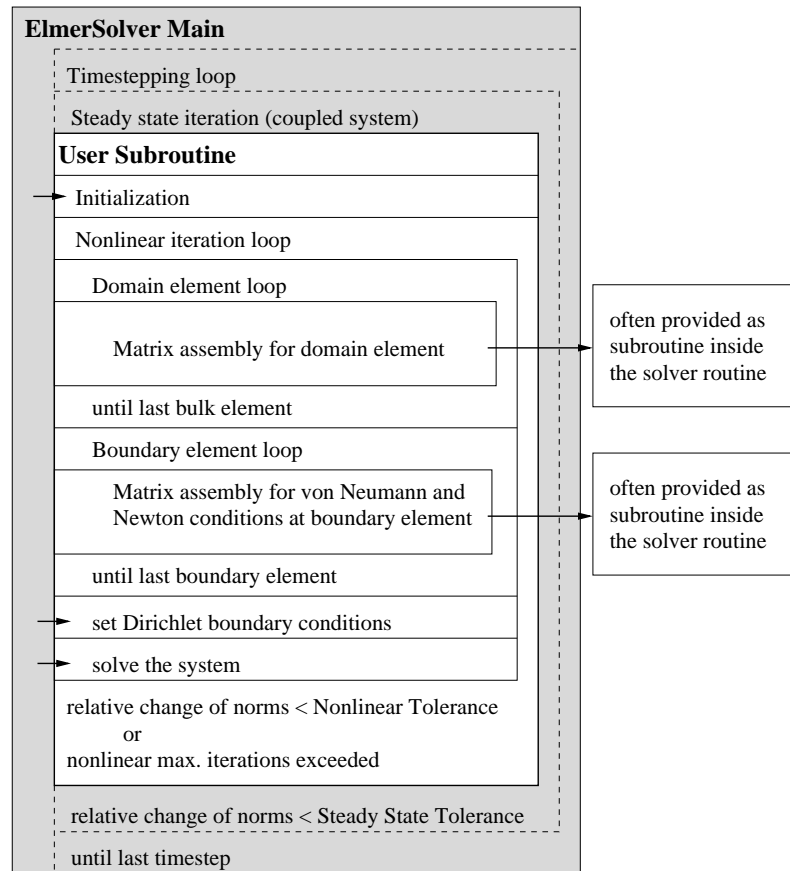 ElmerSolver Main
Timestepping loop
Steady state iteration (coupled system)
User Subroutine
Initialization
Nonlinear iteration loop
Domain element loop
Matrix assembly for domain element
often provided as
subroutine inside
the solver routine
until last bulk element
Boundary element loop
Matrix assembly for von Neumann and
Newton conditions at boundary element
often provided as
subroutine inside
the solver routine
until last boundary element
set Dirichlet boundary conditions
solve the system
relative change of norms < Nonlinear Tolerance
or
nonlinear max. iterations exceeded
relative change of norms < Steady State Tolerance
until last timestep